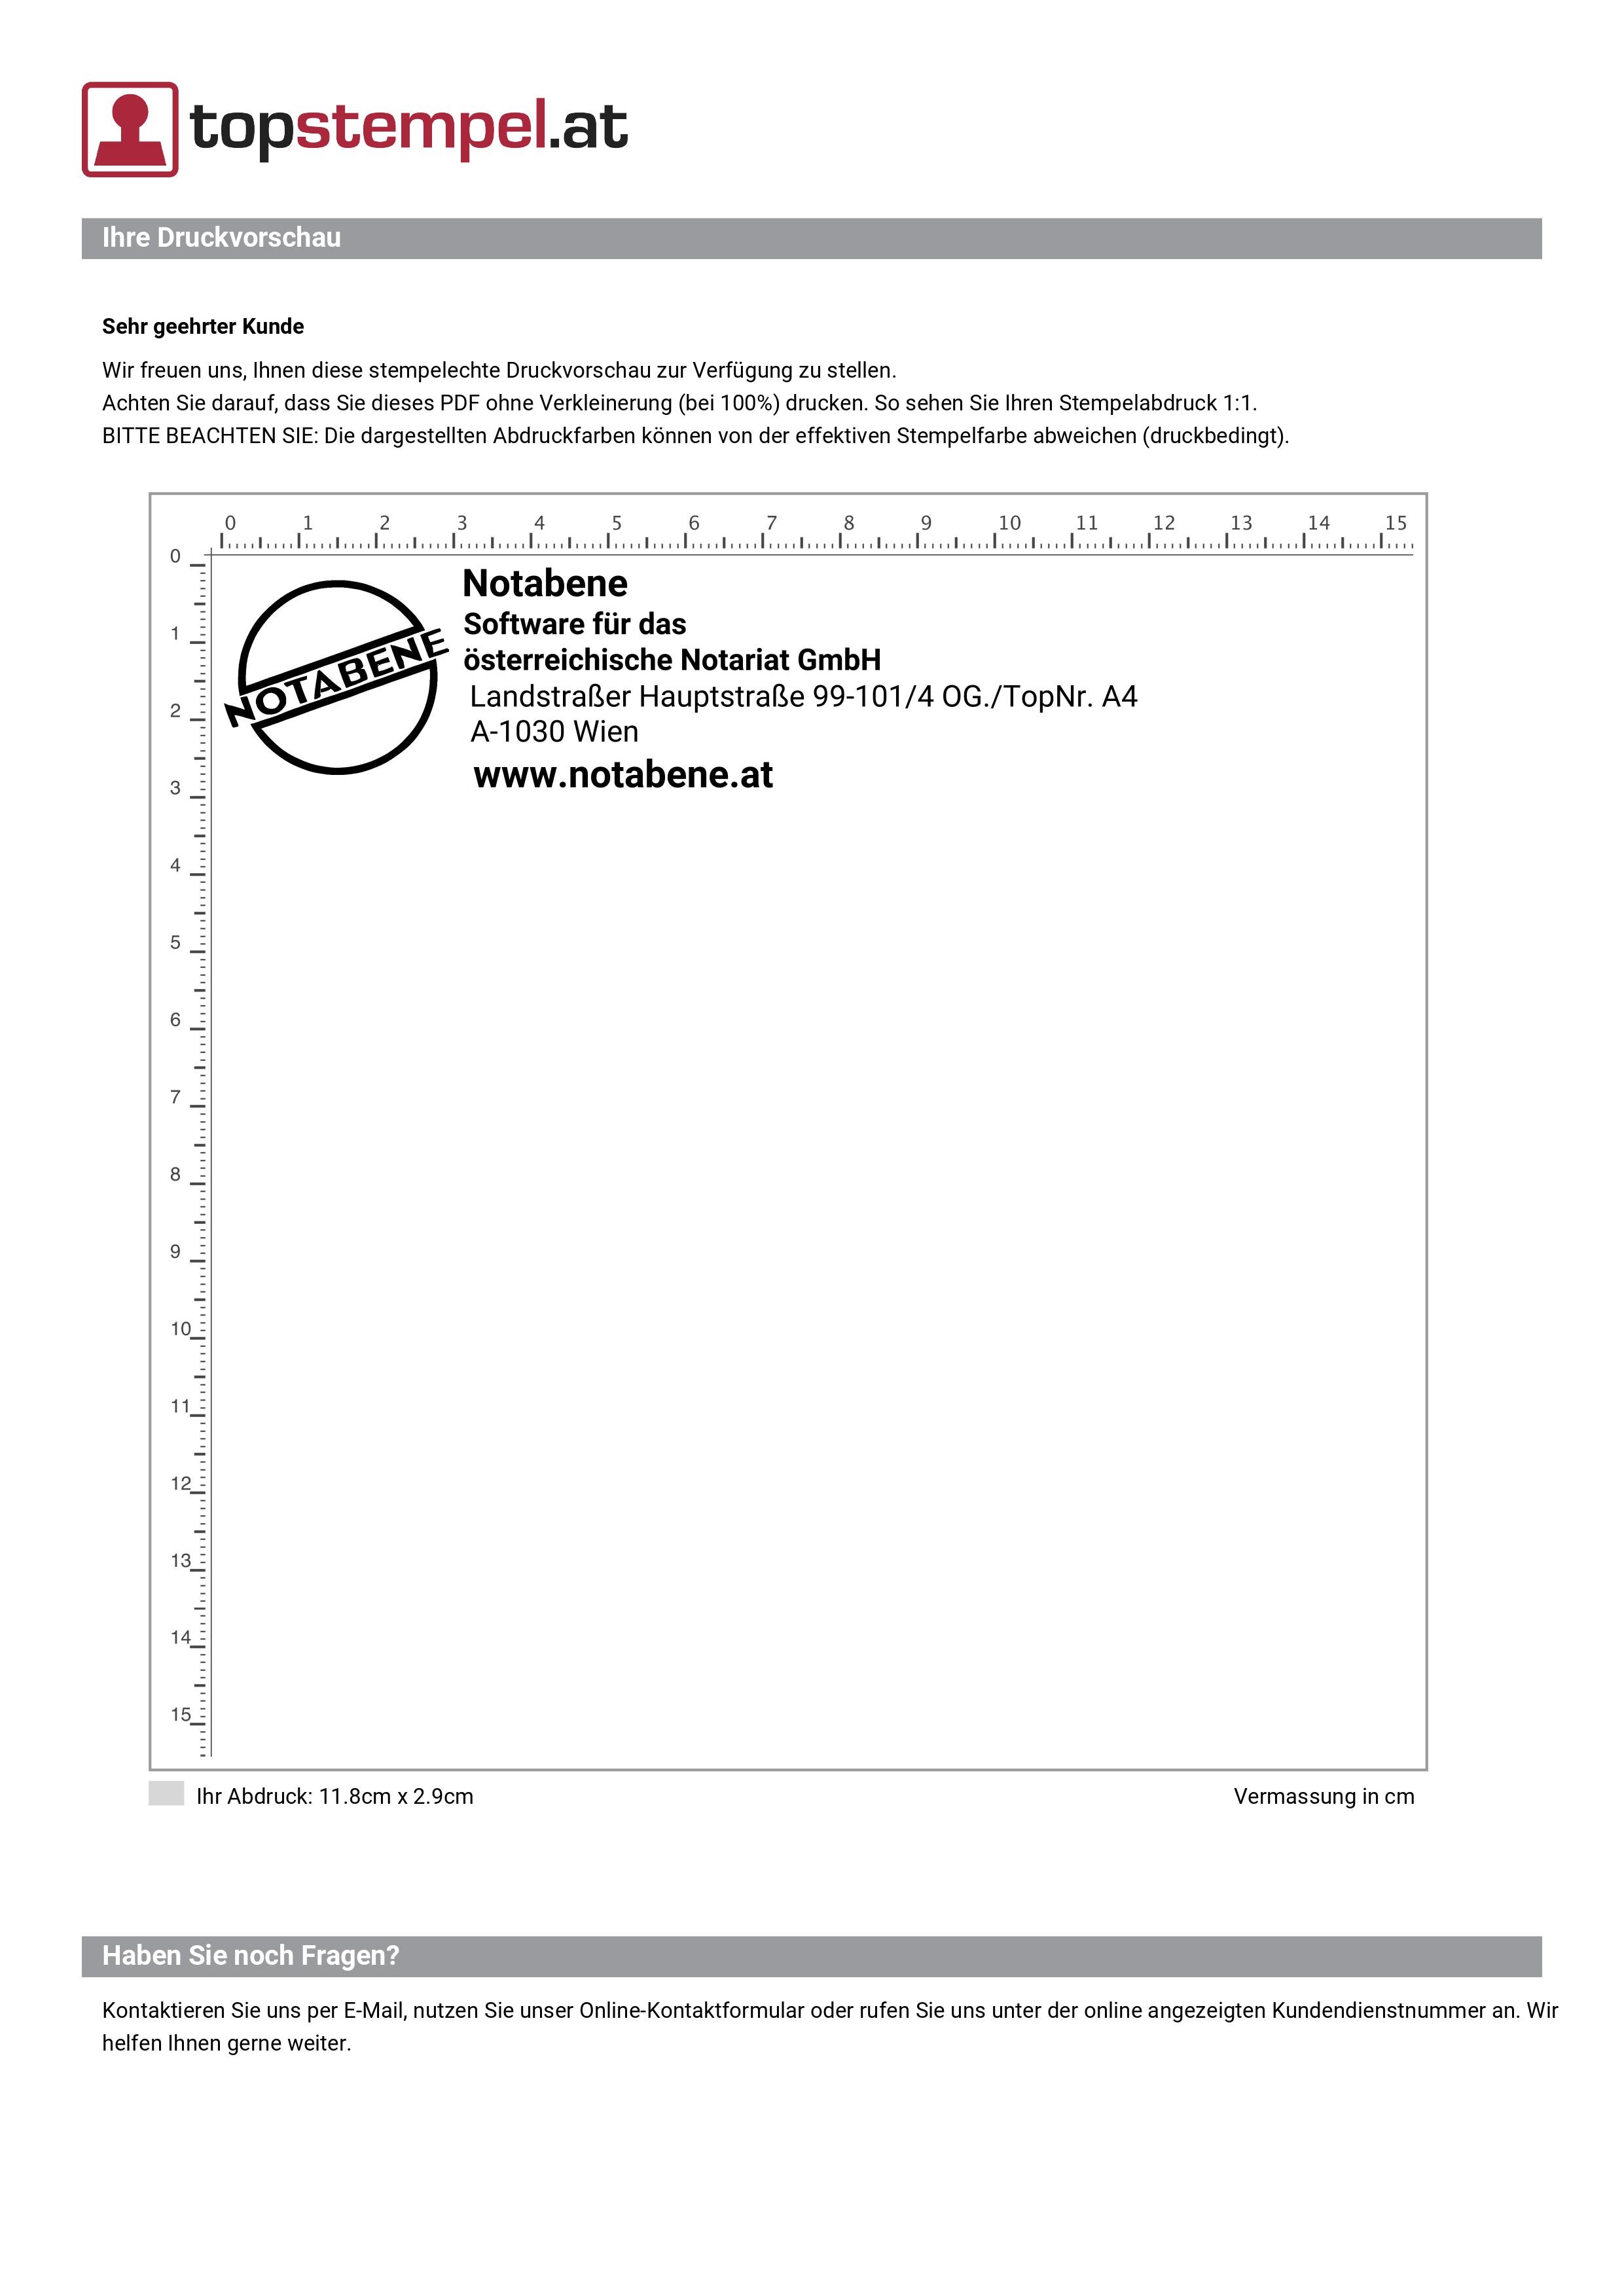 topstempel.at
Ihre Druckvorschau
Sehr geehrter Kunde
Wir freuen uns, Ihnen diese stempelechte Druckvorschau zur Verfügung zu stellen.
Achten Sie darauf, dass Sie dieses PDF ohne Verkleinerung (bei 100%) drucken. So sehen Sie Ihren Stempelabdruck 1:1.
BITTE BEACHTEN SIE: Die dargestellten Abdruckfarben können von der effektiven Stempelfarbe abweichen (druckbedingt).
0 1 2 3 4 5 6 7 8 9 10 11 12 13 14 15
0
1
2
3
4
5
6
7
8
9
10
11
12
13
14
15
NOTABENE
Notabene
Software für das
österreichische Notariat GmbH
Landstraßer Hauptstraße 99-101/4 OG./TopNr. A4
A-1030 Wien
www.notabene.at
Ihr Abdruck: 11.8cm x 2.9cm
Vermassung in cm
Haben Sie noch Fragen?
Kontaktieren Sie uns per E-Mail, nutzen Sie unser Online-Kontaktformular oder rufen Sie uns unter der online angezeigten Kundendienstnummer an. Wir
helfen Ihnen gerne weiter.